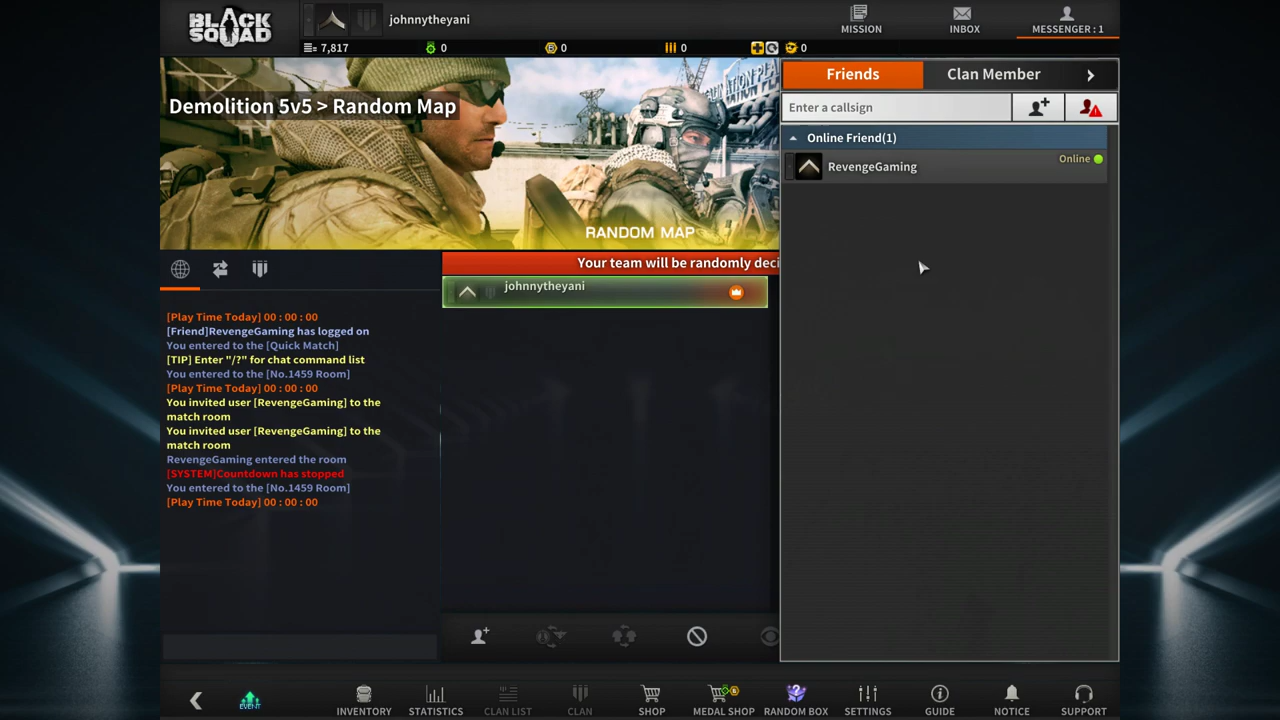 BLACK SQUAD
johnnytheyani
MISSION
INBOX
MESSENGER : 1
7,817
0
0
0
0
Demolition 5v5 > Random Map
RANDOM MAP
Friends
Clan Member
Enter a callsign
Online Friend(1)
RevengeGaming
Online
Your team will be randomly deci
johnnytheyani
[Play Time Today] 00 : 00 : 00
[Friend]RevengeGaming has logged on
You entered to the [Quick Match]
[TIP] Enter "/?" for chat command list
You entered to the [No.1459 Room]
[Play Time Today] 00 : 00 : 00
You invited user [RevengeGaming] to the
match room
You invited user [RevengeGaming] to the
match room
RevengeGaming entered the room
[SYSTEM]Countdown has stopped
You entered to the [No.1459 Room]
[Play Time Today] 00 : 00 : 00
EVENT
INVENTORY
STATISTICS
CLAN LIST
CLAN
SHOP
MEDAL SHOP
RANDOM BOX
SETTINGS
GUIDE
NOTICE
SUPPORT